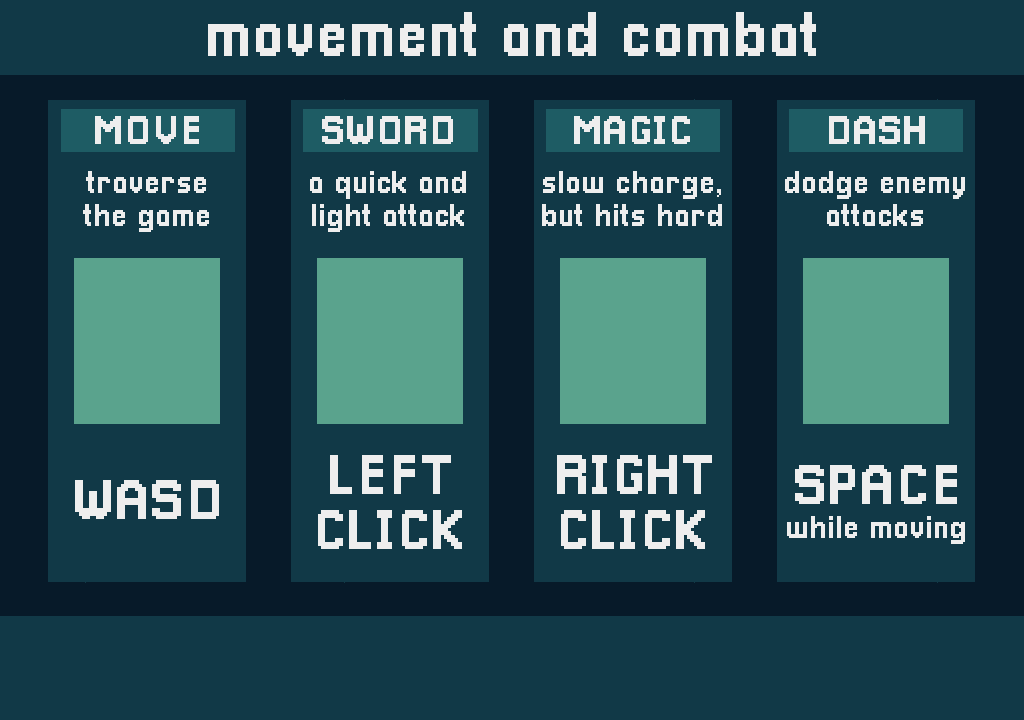 movement and combat
MOVE
traverse
the game
WASD
SWORD
a quick and
light attack
LEFT
CLICK
MAGIC
slow charge,
but hits hard
RIGHT
CLICK
DASH
dodge enemy
attacks
SPACE
while moving